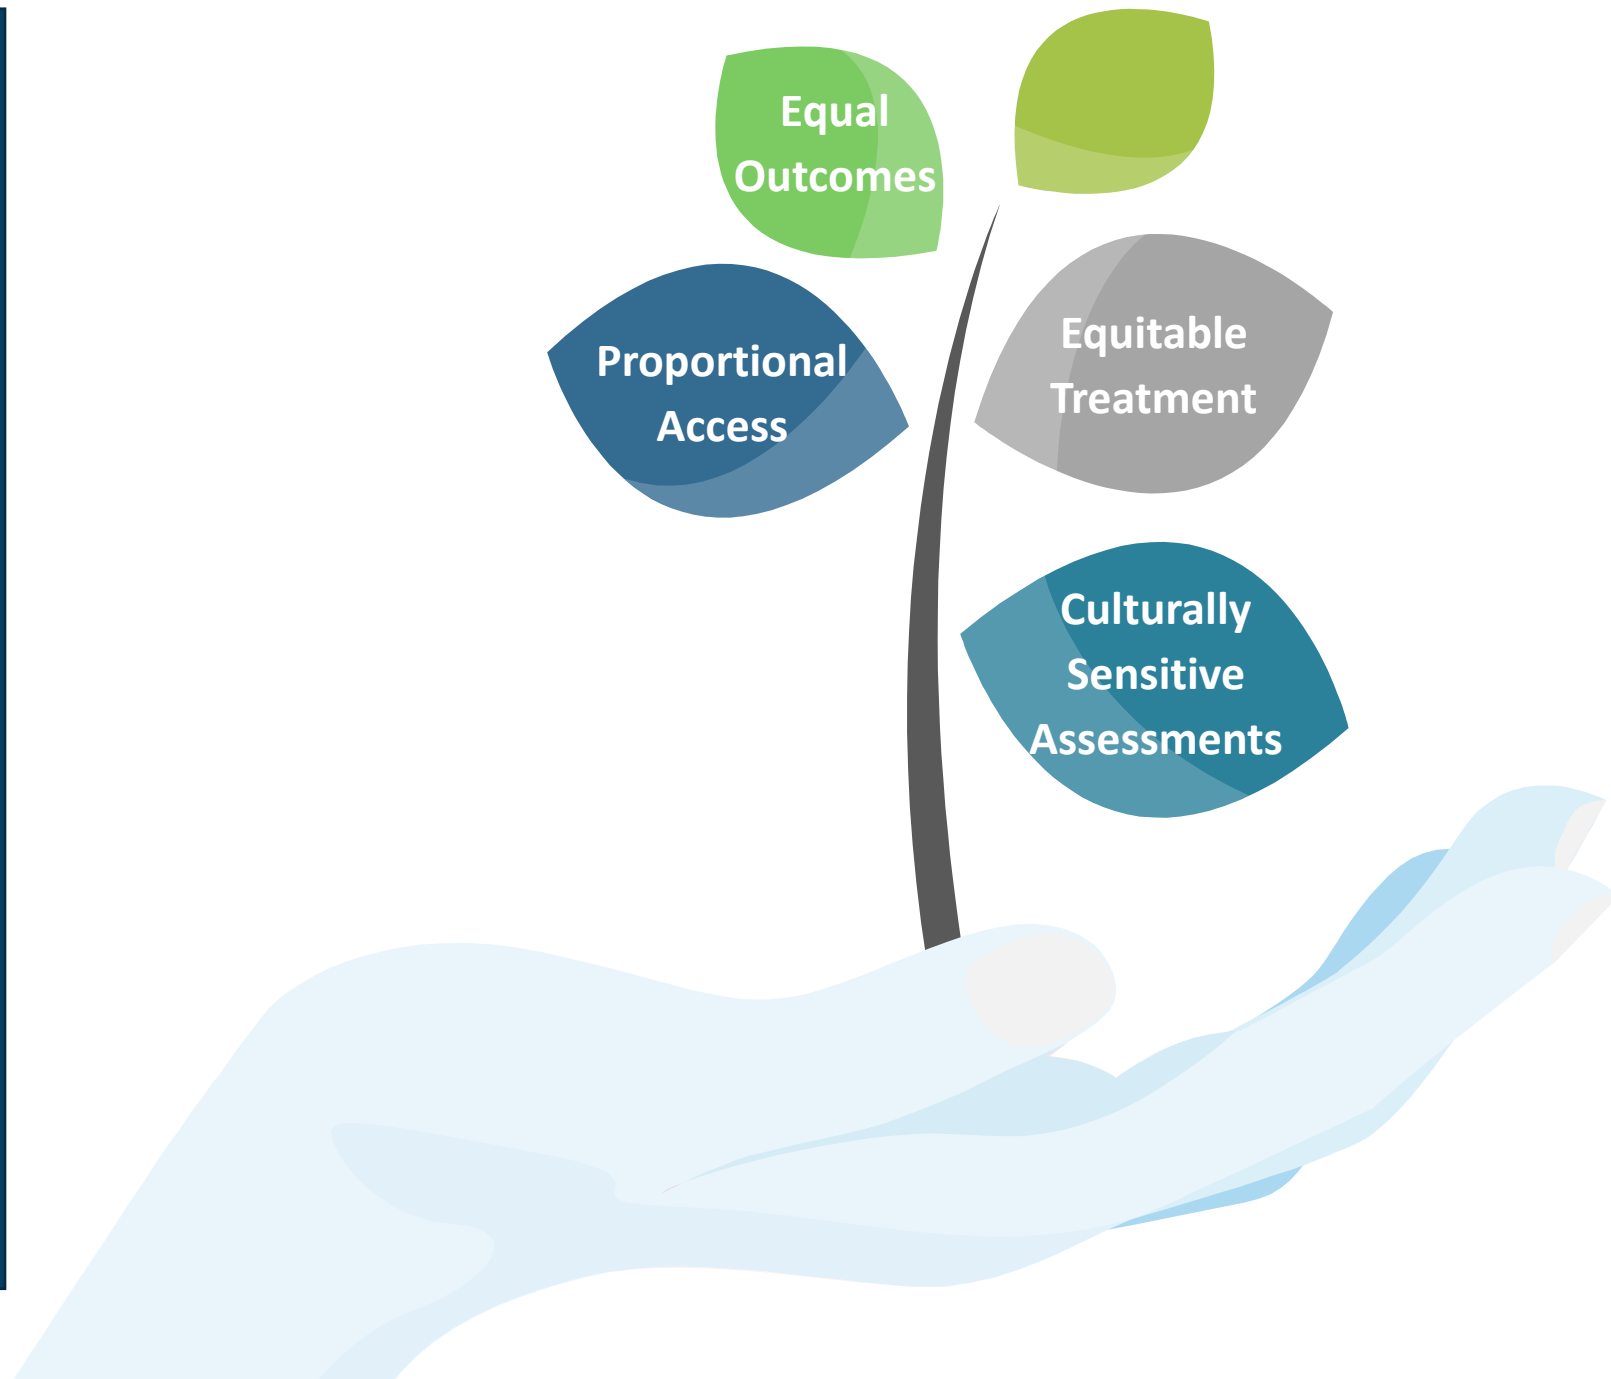 Equal
Outcomes
Proportional
Access
Equitable
Treatment
Culturally
Sensitive
Assessments